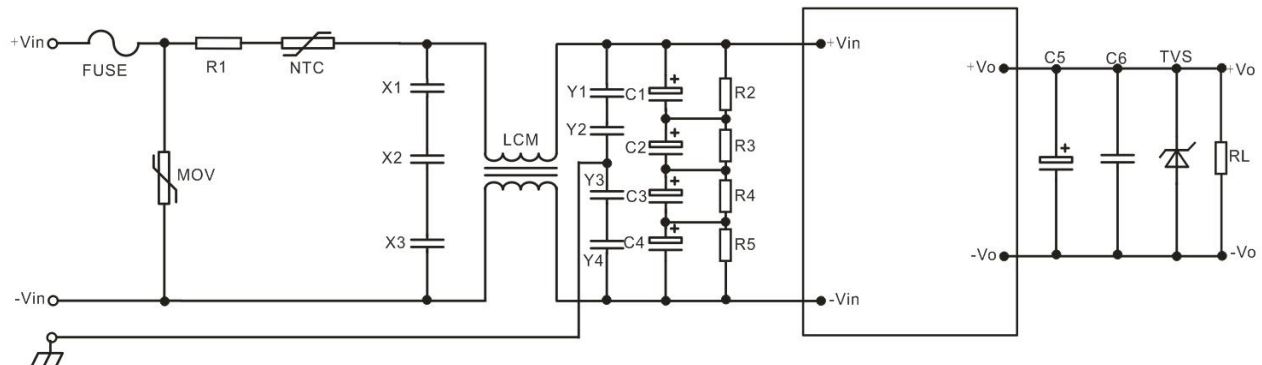 +Vin
FUSE
R1
NTC
MOV
X1
X2
X3
LCM
Y1
Y2
Y3
Y4
C1
+
C2
+
C3
+
C4
+
R2
R3
R4
R5
+Vin
-Vin
-Vin
+Vo
-Vo
C5
+
C6
TVS
RL
+Vo
-Vo